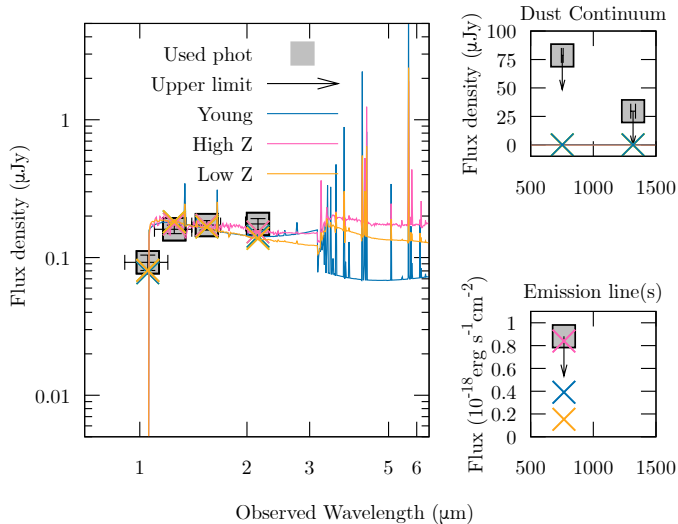 Flux density (µJy)
1
0.1
0.01
Used phot
Upper limit
Young
High Z
Low Z
1
2
3
5
6
Observed Wavelength (µm)
Dust Continuum
Flux density (µJy)
100
75
50
25
0
500
1000
1500
Emission line(s)
Flux (10⁻¹⁸erg s⁻¹cm⁻²)
1
0.8
0.6
0.4
0.2
0
500
1000
1500